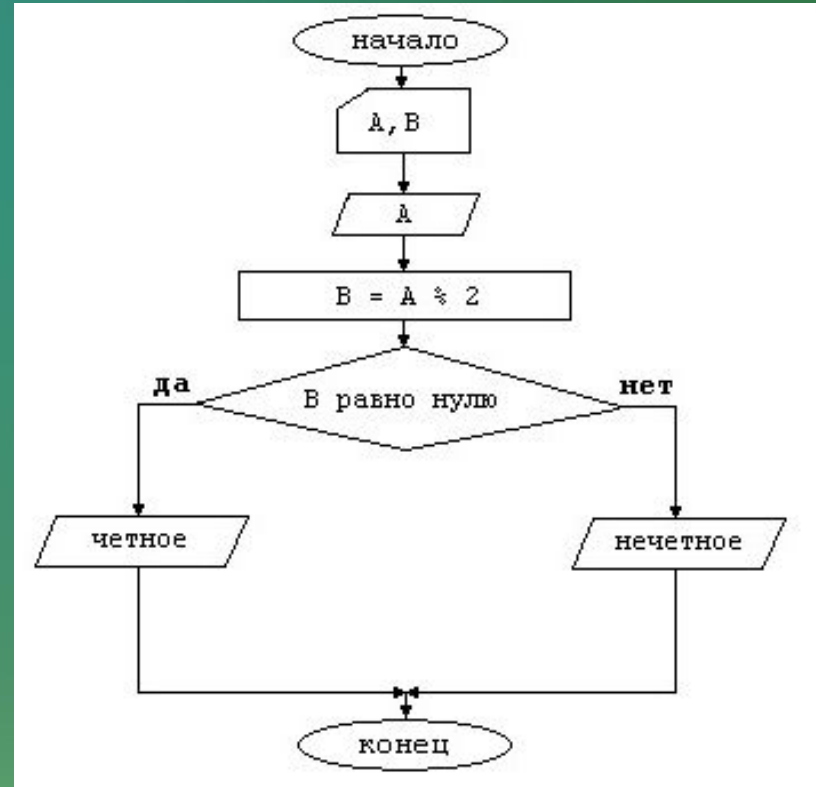 начало
A, B
A
B = A % 2
да
нет
В равно нулю
четное
нечетное
конец